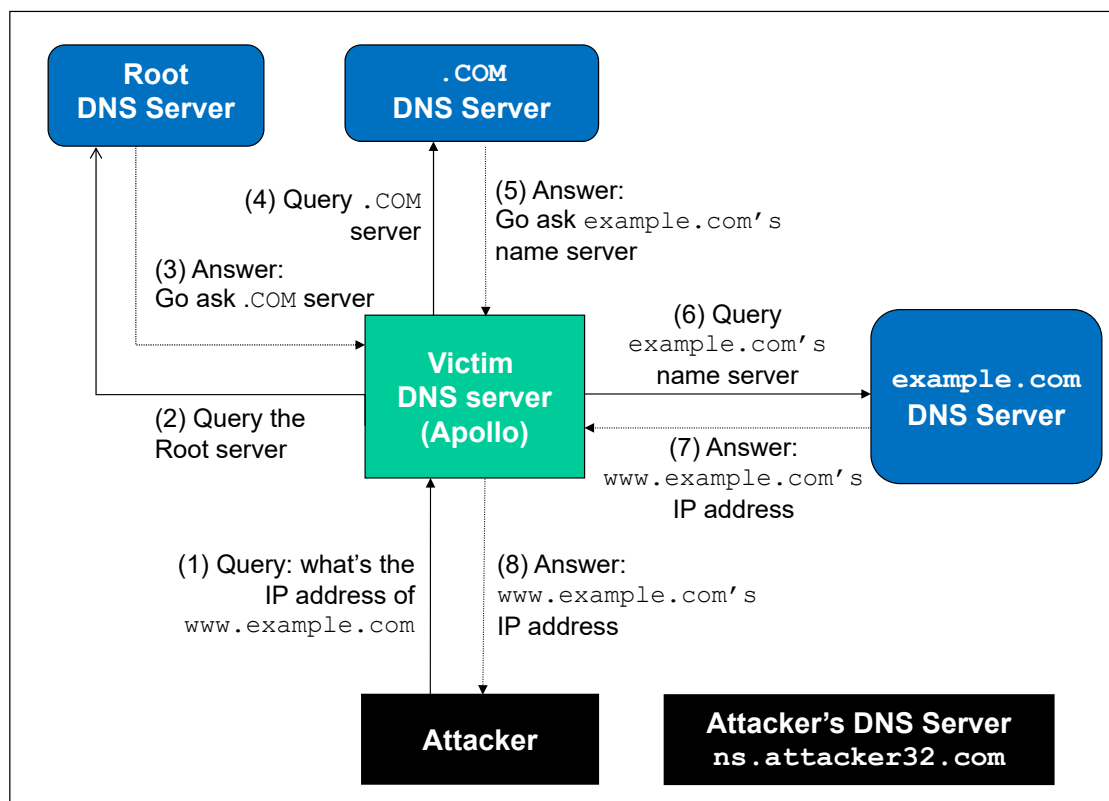 Root
DNS Server
.COM
DNS Server
(4) Query .COM
server
(5) Answer:
Go ask example.com’s
name server
(3) Answer:
Go ask .COM server
Victim
DNS server
(Apollo)
(6) Query
example.com’s
name server
example.com
DNS Server
(2) Query the
Root server
(7) Answer:
www.example.com’s
IP address
(1) Query: what’s the
IP address of
www.example.com
(8) Answer:
www.example.com’s
IP address
Attacker
Attacker’s DNS Server
ns.attacker32.com